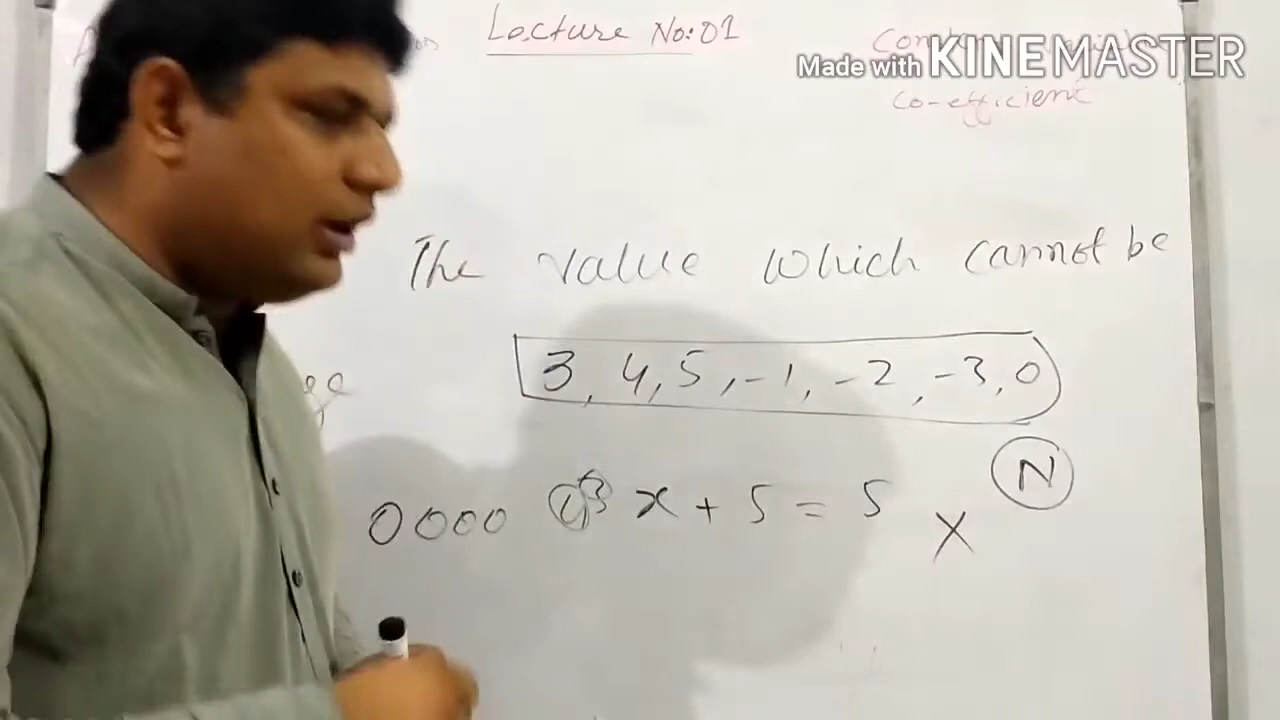 Lecture No:01
Made with KINEMASTER
Co-efficient
The value which cannot be
3, 4, 5, -1, -2, -3, 0
N
0000 x + 5 = 5 X